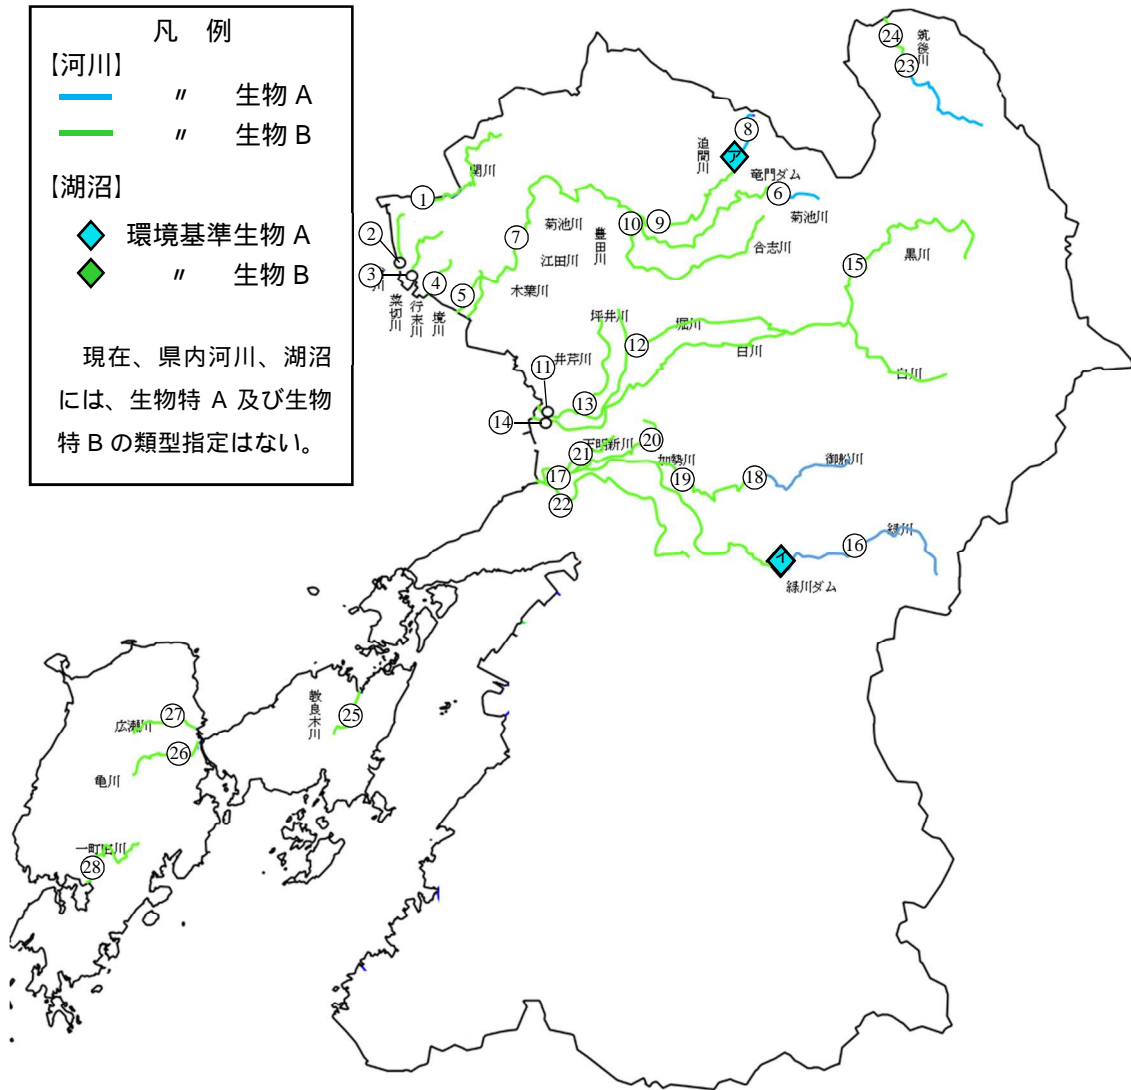 凡 例
【河川】
〃 生物 A
〃 生物 B
【湖沼】
環境基準生物 A
〃 生物 B
現在、県内河川、湖沼
には、生物特 A 及び生物
特 B の類型指定はない。
24
筑後川
23
8
迫間川
ア
竜門ダム
6
菊池川
関川
1
2
3
4
5
菜切川
行末川
境川
7
菊池川
江田川
木葉川
豊田川
10
9
合志川
15
黒川
坪井川
堀川
12
白川
白川
井芹川
11
13
14
天明新川
20
21
加勢川
17
22
19
18
御船川
16
緑川
イ
緑川ダム
教良木川
25
広瀬川
27
26
亀川
一町田川
28